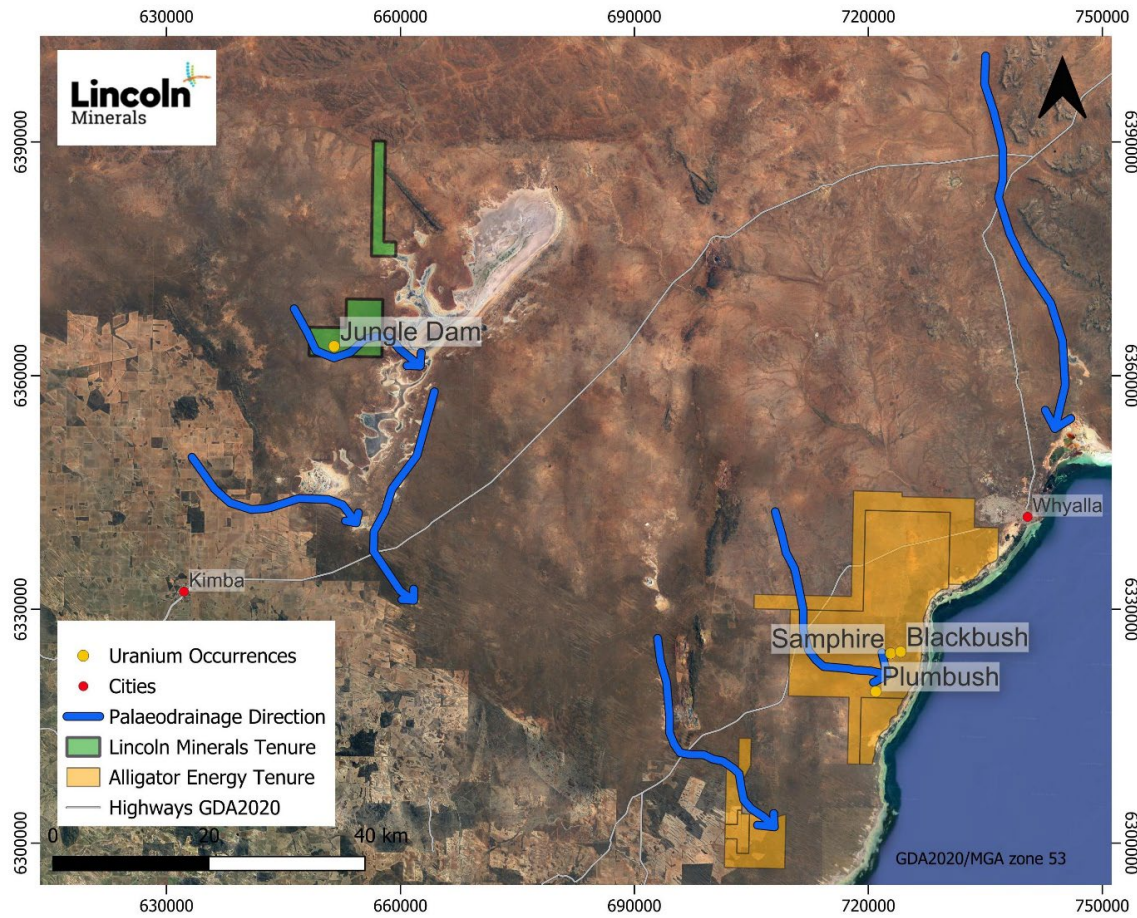 630000 660000 690000 720000 750000
Lincoln
Minerals
6390000 6390000
Jungle Dam
6360000 6360000
Whyalla
Kimba
6330000 6330000
Samphire Blackbush
Plumbush
Uranium Occurrences
Cities
Palaeodrainage Direction
Lincoln Minerals Tenure
Alligator Energy Tenure
Highways GDA2020
0 20 40 km
6300000 6300000
GDA2020/MGA zone 53
630000 660000 690000 720000 750000